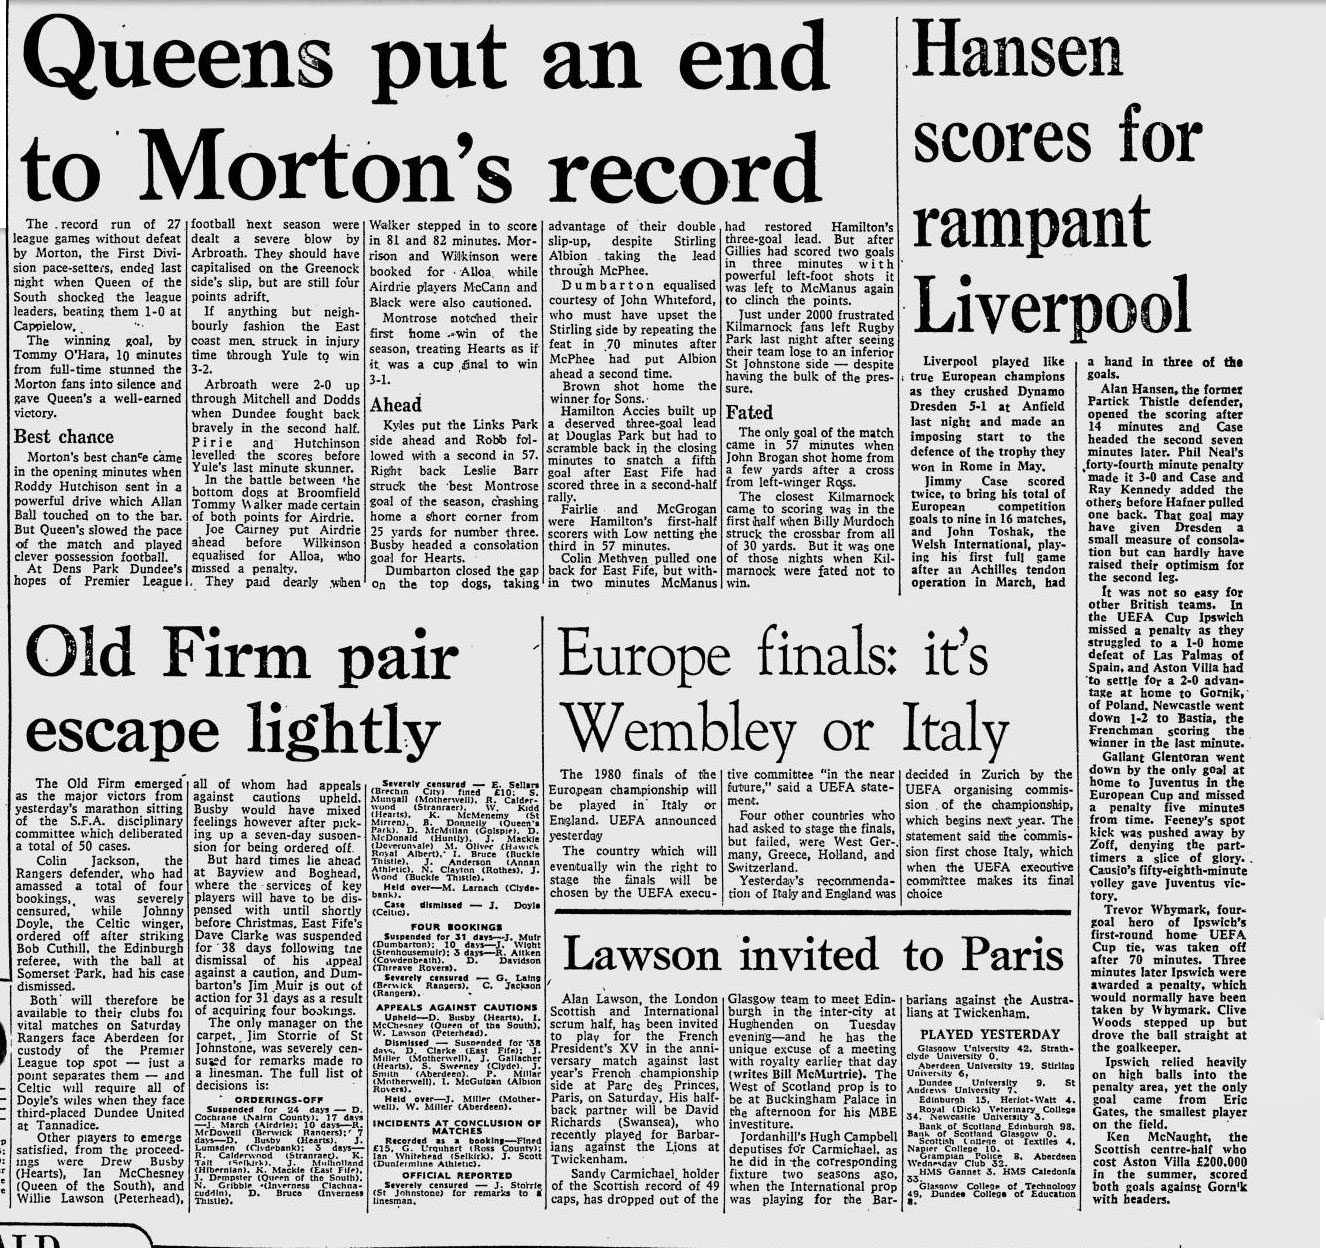 Queens put an end
to Morton's record
The record run of 27
league games without defeat
by Morton, the First Divi-
sion pace-setters, ended last
night when Queen of the
South shocked the league
leaders, beating them 1-0 at
Cappielow.
The winning goal, by
Tommy O'Hara, 10 minutes
from full-time stunned the
Morton fans into silence and
gave Queen's a well-earned
victory.
Best chance
Morton's best chance came
in the opening minutes when
Roddy Hutchison sent in a
powerful drive which Allan
Ball touched on to the bar.
But Queen's slowed the pace
of the match and played
clever possession football.
At Dens Park Dundee's
hopes of Premier League
football next season were
dealt a severe blow by
Arbroath. They should have
capitalised on the Greenock
side's slip, but are still four
points adrift.
If anything but neigh-
bourly fashion the East
coast men struck in injury
time through Yule to win
3-2.
Arbroath were 2-0 up
through Mitchell and Dodds
when Dundee fought back
bravely in the second half.
Pirie and Hutchinson
levelled the scores before
Yule's last minute skunner.
In the battle between the
bottom dogs at Broomfield
Tommy Walker made certain
of both points for Airdrie.
Joe Cairney put Airdrie
ahead before Wilkinson
equalised for Alloa, who
missed a penalty.
They paid dearly when
Walker stepped in to score
in 81 and 82 minutes. Mor-
rison and Wilkinson were
booked for Alloa while
Airdrie players McCann and
Black were also cautioned.
Montrose notched their
first home win of the
season, treating Hearts as if
it was a cup final to win
3-1.
Ahead
Kyles put the Links Park
side ahead and Robb fol-
lowed with a second in 57.
Right back Leslie Barr
struck the best Montrose
goal of the season, crashing
home a short corner from
25 yards for number three.
Busby headed a consolation
goal for Hearts.
Dumbarton closed the gap
on the top dogs, taking
advantage of their double
slip-up, despite Stirling
Albion taking the lead
through McPhee.
Dumbarton equalised
courtesy of John Whiteford,
who must have upset the
Stirling side by repeating the
feat in 70 minutes after
McPhee had put Albion
ahead a second time.
Brown shot home the
winner for Sons.
Hamilton Accies built up
a deserved three-goal lead
at Douglas Park but had to
scramble back in the closing
minutes to snatch a fifth
goal after East Fife had
scored three in a second-half
rally.
Fairlie and McGrogan
were Hamilton's first-half
scorers with Low netting the
third in 57 minutes.
Colin Methven pulled one
back for East Fife, but with-
in two minutes McManus
had restored Hamilton's
three-goal lead. But after
Gillies had scored two goals
in three minutes with
powerful left-foot shots it
was left to McManus again
to clinch the points.
Just under 2000 frustrated
Kilmarnock fans left Rugby
Park last night after seeing
their team lose to an inferior
St Johnstone side — despite
having the bulk of the pres-
sure.
Fated
The only goal of the match
came in 57 minutes when
John Brogan shot home from
a few yards after a cross
from left-winger Ross.
The closest Kilmarnock
came to scoring was in the
first half when Billy Murdoch
struck the crossbar from all
of 30 yards. But it was one
of those nights when Kil-
marnock were fated not to
win.
Hansen
scores for
rampant
Liverpool
Liverpool played like
true European champions
as they crushed Dynamo
Dresden 5-1 at Anfield
last night and made an
imposing start to the
defence of the trophy they
won in Rome in May.
Jimmy Case scored
twice, to bring his total of
European competition
goals to nine in 16 matches,
and John Toshak, the
Welsh International, play-
ing his first full game
after an Achilles tendon
operation in March, had
a hand in three of the
goals.
Alan Hansen, the former
Partick Thistle defender,
opened the scoring after
14 minutes and Case
headed the second seven
minutes later. Phil Neal's
forty-fourth minute penalty
made it 3-0 and Case and
Ray Kennedy added the
others before Hafner pulled
one back. That goal may
have given Dresden a
small measure of consola-
tion but can hardly have
raised their optimism for
the second leg.
It was not so easy for
other British teams. In
the UEFA Cup Ipswich
missed a penalty as they
struggled to a 1-0 home
defeat of Las Palmas of
Spain, and Aston Villa had
to settle for a 2-0 advan-
tage at home to Gornik,
of Poland. Newcastle went
down 1-2 to Bastia, the
Frenchman scoring the
winner in the last minute.
Gallant Glentoran went
down by the only goal at
home to Juventus in the
European Cup and missed
a penalty five minutes
from time. Feeney's spot
kick was pushed away by
Zoff, denying the part-
timers a slice of glory.
Causio's fifty-eighth-minute
volley gave Juventus vic-
tory.
Trevor Whymark, four-
goal hero of Ipswich's
first-round home UEFA
Cup tie, was taken off
after 70 minutes. Three
minutes later Ipswich were
awarded a penalty, which
would normally have been
taken by Whymark. Clive
Woods stepped up but
drove the ball straight at
the goalkeeper.
Ipswich relied heavily
on high balls into the
penalty area, yet the only
goal came from Eric
Gates, the smallest player
on the field.
Ken McNaught, the
Scottish centre-half who
cost Aston Villa £200,000
in the summer, scored
both goals against Gornik
with headers.
Old Firm pair
escape lightly
The Old Firm emerged
as the major victors from
yesterday's marathon sitting
of the S.F.A. disciplinary
committee which deliberated
a total of 50 cases.
Colin Jackson, the
Rangers defender, who had
amassed a total of four
bookings, was severely
censured, while Johnny
Doyle, the Celtic winger,
ordered off after striking
Bob Cuthill, the Edinburgh
referee, with the ball at
Somerset Park, had his case
dismissed.
Both will therefore be
available to their clubs for
vital matches on Saturday
Rangers face Aberdeen for
custody of the Premier
League top spot — just a
point separates them — and
Celtic will require all of
Doyle's wiles when they face
third-placed Dundee United
at Tannadice.
Other players to emerge
satisfied, from the proceed-
ings were Drew Busby
(Hearts), Ian McChesney
(Queen of the South), and
Willie Lawson (Peterhead),
all of whom had appeals
against cautions upheld.
Busby would have mixed
feelings however after pick-
ing up a seven-day suspen-
sion for being ordered off.
But hard times lie ahead
at Bayview and Boghead,
where the services of key
players will have to be dis-
pensed with until shortly
before Christmas. East Fife's
Dave Clarke was suspended
for 38 days following the
dismissal of his appeal
against a caution, and Dum-
barton's Jim Muir is out of
action for 31 days as a result
of acquiring four bookings.
The only manager on the
carpet, Jim Storrie of St
Johnstone, was severely cen-
sured for remarks made to
a linesman. The full list of
decisions is:
ORDERINGS-OFF
Suspended for 24 days — D.
Cochrane (Nairn County); 17 days
—J. March (Airdrie); 10 days—R.
McDowell (Berwick Rangers); 7
days—D. Busby (Hearts), J.
Lumsden (Clydebank); 3 days—
R. Calderwood (Stranraer), K.
Tait (Selkirk), J. Mulholland
(Hibernian), K. Mackie (East Fife),
J. Dempster (Queen of the South),
N. Gribble (Inverness Clachna-
cuddin), D. Bruce (Inverness
Thistle).
Severely censured — E. Sellars
(Brechin City) fined £10; S.
Mungall (Motherwell), R. Calder-
wood (Stranraer), W. Kidd
(Hearts), K. McMenemy (St
Mirren), B. Donnelly (Queen's
Park), D. McMillan (Golspie), D.
McDonald (Huntly), J. Mackie
(Deveronvale) M. Oliver (Hawick
Royal Albert), I. Bruce (Buckie
Thistle), J. Anderson (Annan
Athletic), N. Clayton (Rothes), J.
Wood (Buckie Thistle).
Held over—M. Larnach (Clyde-
bank).
Case dismissed — J. Doyle
(Celtic).
FOUR BOOKINGS
Suspended for 31 days—J. Muir
(Dumbarton); 10 days—J. Wight
(Stenhousemuir); 3 days—R. Aitken
(Cowdenbeath), D. Davidson
(Threave Rovers).
Severely censured — G. Laing
(Berwick Rangers), C. Jackson
(Rangers).
APPEALS AGAINST CAUTIONS
Upheld—D. Busby (Hearts), I.
McChesney (Queen of the South),
W. Lawson (Peterhead).
Dismissed — Suspended for 38
days, D. Clarke (East Fife); J.
Miller (Motherwell), J. Gallacher
(Hearts), S. Sweeney (Clyde), J.
Smith (Aberdeen), P. Millar
(Motherwell), I. McGuigan (Albion
Rovers).
Held over—J. Miller (Mother-
well), W. Miller (Aberdeen).
INCIDENTS AT CONCLUSION OF
MATCHES
Recorded as a booking—Fined
£15, G. Urquhart (Ross County);
Ian Whitehead (Selkirk), J. Scott
(Dunfermline Athletic).
OFFICIAL REPORTED
Severely censured — J. Storrie
(St Johnstone) for remarks to a
linesman.
Europe finals: it's
Wembley or Italy
The 1980 finals of the
European championship will
be played in Italy or
England. UEFA announced
yesterday
The country which will
eventually win the right to
stage the finals will be
chosen by the UEFA execu-
tive committee "in the near
future," said a UEFA state-
ment.
Four other countries who
had asked to stage the finals,
but failed, were West Ger-
many, Greece, Holland, and
Switzerland.
Yesterday's recommenda-
tion of Italy and England was
decided in Zurich by the
UEFA organising commis-
sion of the championship,
which begins next year. The
statement said the commis-
sion first chose Italy, which
when the UEFA executive
committee makes its final
choice
Lawson invited to Paris
Alan Lawson, the London
Scottish and International
scrum half, has been invited
to play for the French
President's XV in the anni-
versary match against last
year's French championship
side at Parc des Princes,
Paris, on Saturday. His half-
back partner will be David
Richards (Swansea), who
recently played for Barbar-
ians against the Lions at
Twickenham.
Sandy Carmichael, holder
of the Scottish record of 49
caps, has dropped out of the
Glasgow team to meet Edin-
burgh in the inter-city at
Hughenden on Tuesday
evening—and he has the
unique excuse of a meeting
with royalty earlier that day
(writes Bill McMurtrie). The
West of Scotland prop is to
be at Buckingham Palace in
the afternoon for his MBE
investiture.
Jordanhill's Hugh Campbell
deputises for Carmichael, as
he did in the corresponding
fixture two seasons ago,
when the International prop
was playing for the Bar-
barians against the Austra-
lians at Twickenham.
PLAYED YESTERDAY
Glasgow University 42, Strath-
clyde University 0.
Aberdeen University 19, Stirling
University 6,
Dundee University 9, St
Andrews University 7.
Edinburgh 15, Heriot-Watt 4.
Royal (Dick) Veterinary College
34, Newcastle University 3.
Bank of Scotland Edinburgh 98,
Bank of Scotland Glasgow 0.
Scottish College of Textiles 4,
Napier College 10.
Grampian Police 8, Aberdeen
Wednesday Club 32.
HMS Gannet 3, HMS Caledonia
33.
Glasgow College of Technology
49, Dundee College of Education
8.